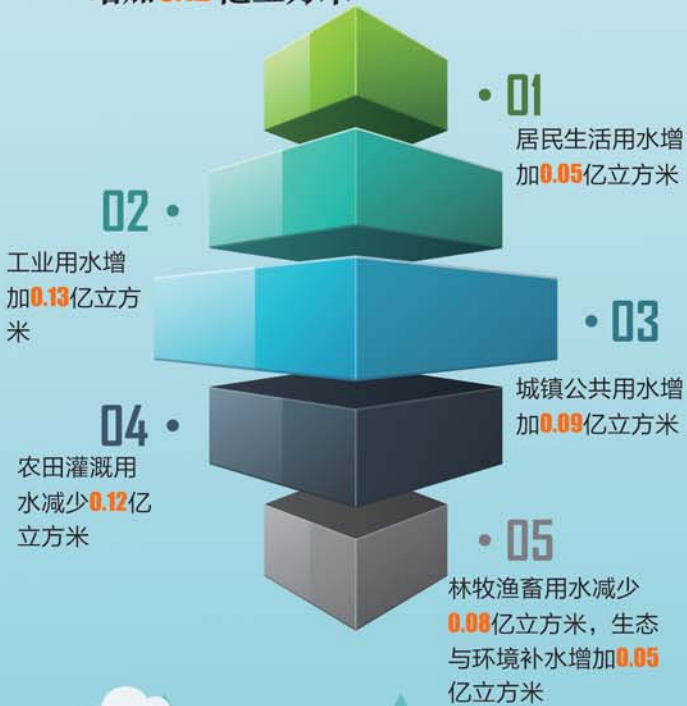 01
居民生活用水增
加0.05亿立方米
02
工业用水增
加0.13亿立方
米
03
城镇公共用水增
加0.09亿立方米
04
农田灌溉用
水减少0.12亿
立方米
05
林牧渔畜用水减少
0.08亿立方米，生态
与环境补水增加0.05
亿立方米